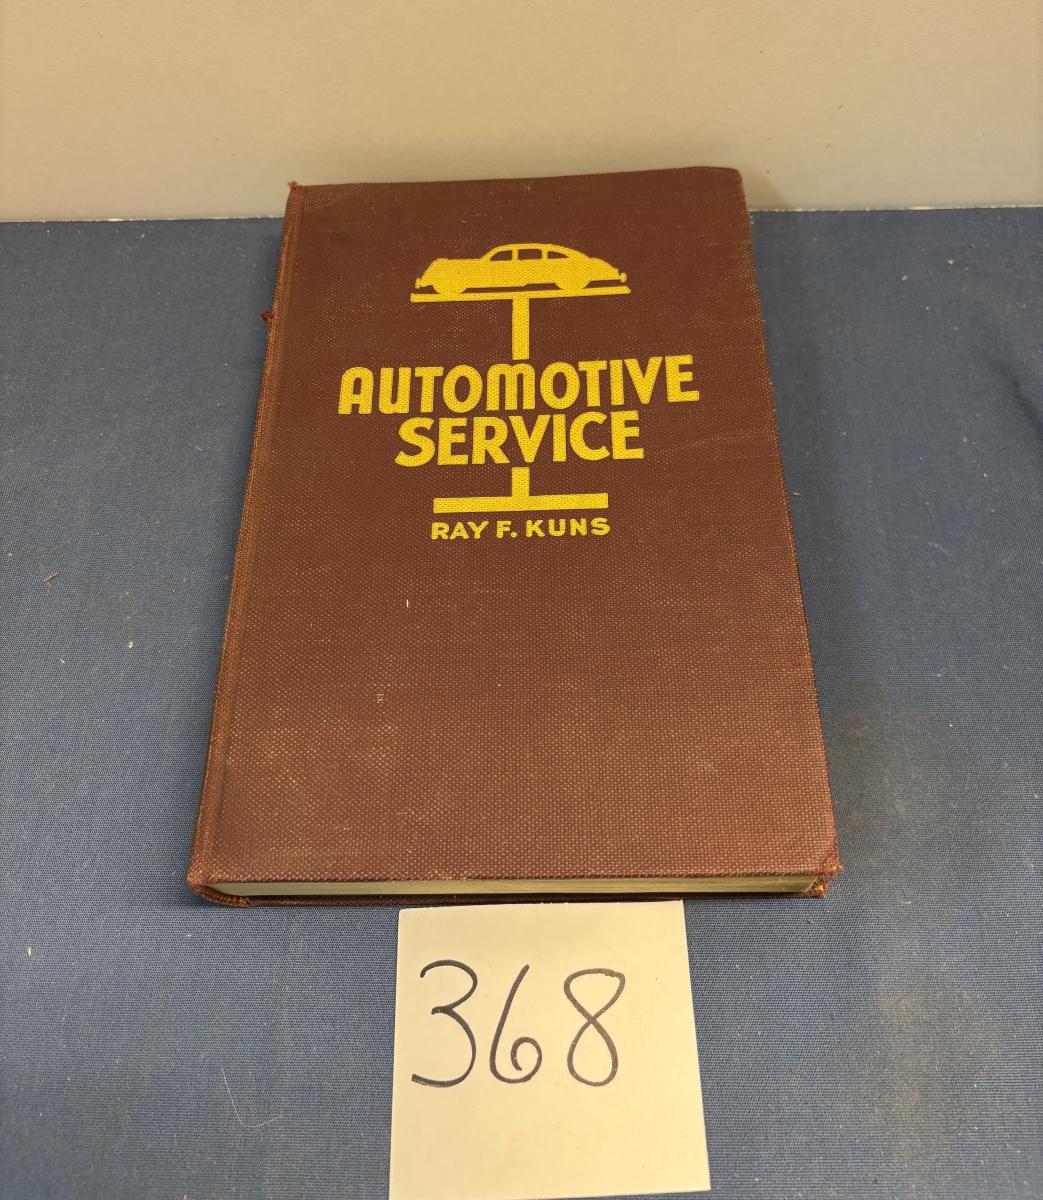 AUTOMOTIVE
SERVICE
RAY F. KUNS
368